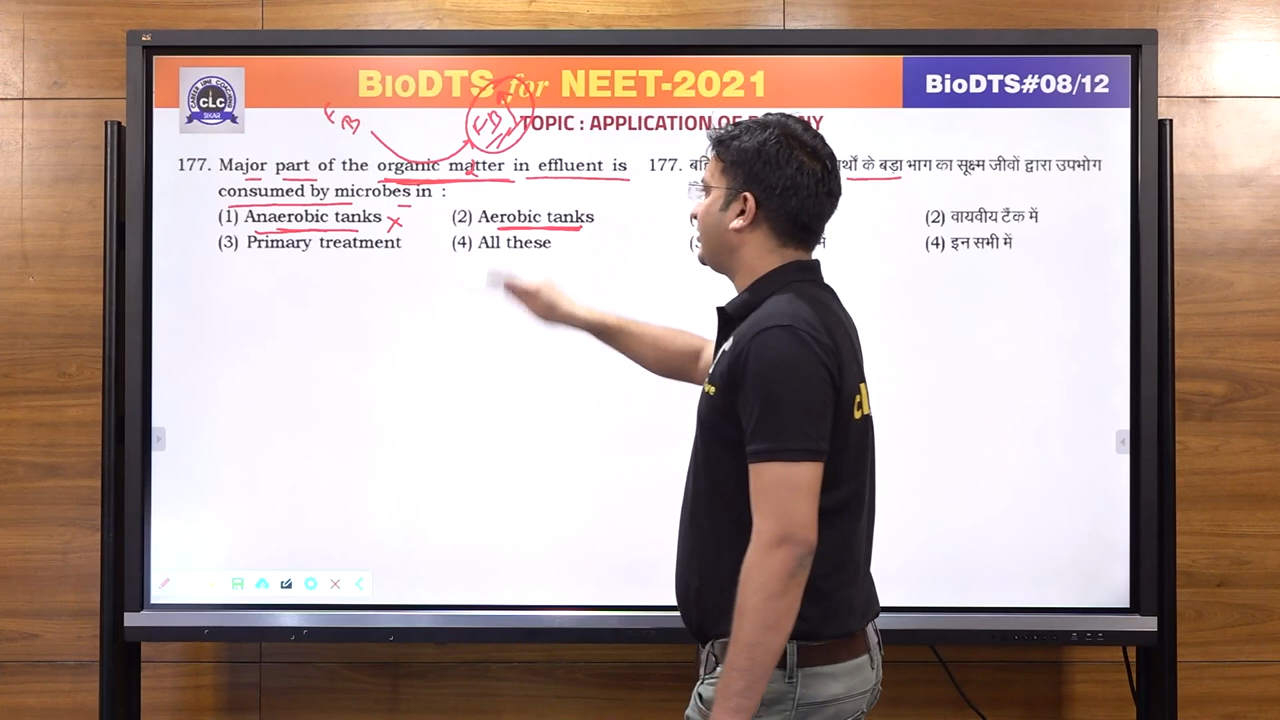 BioDTS for NEET-2021
BioDTS#08/12
CLC
SIKAR
TOPIC : APPLICATION OF
177. Major part of the organic matter in effluent is
consumed by microbes in :
(1) Anaerobic tanks
(2) Aerobic tanks
(3) Primary treatment
(4) All these
177.
के बड़ा भाग का सूक्ष्म जीवों द्वारा उपभोग
(2) वायवीय टैंक में
(4) इन सभी में